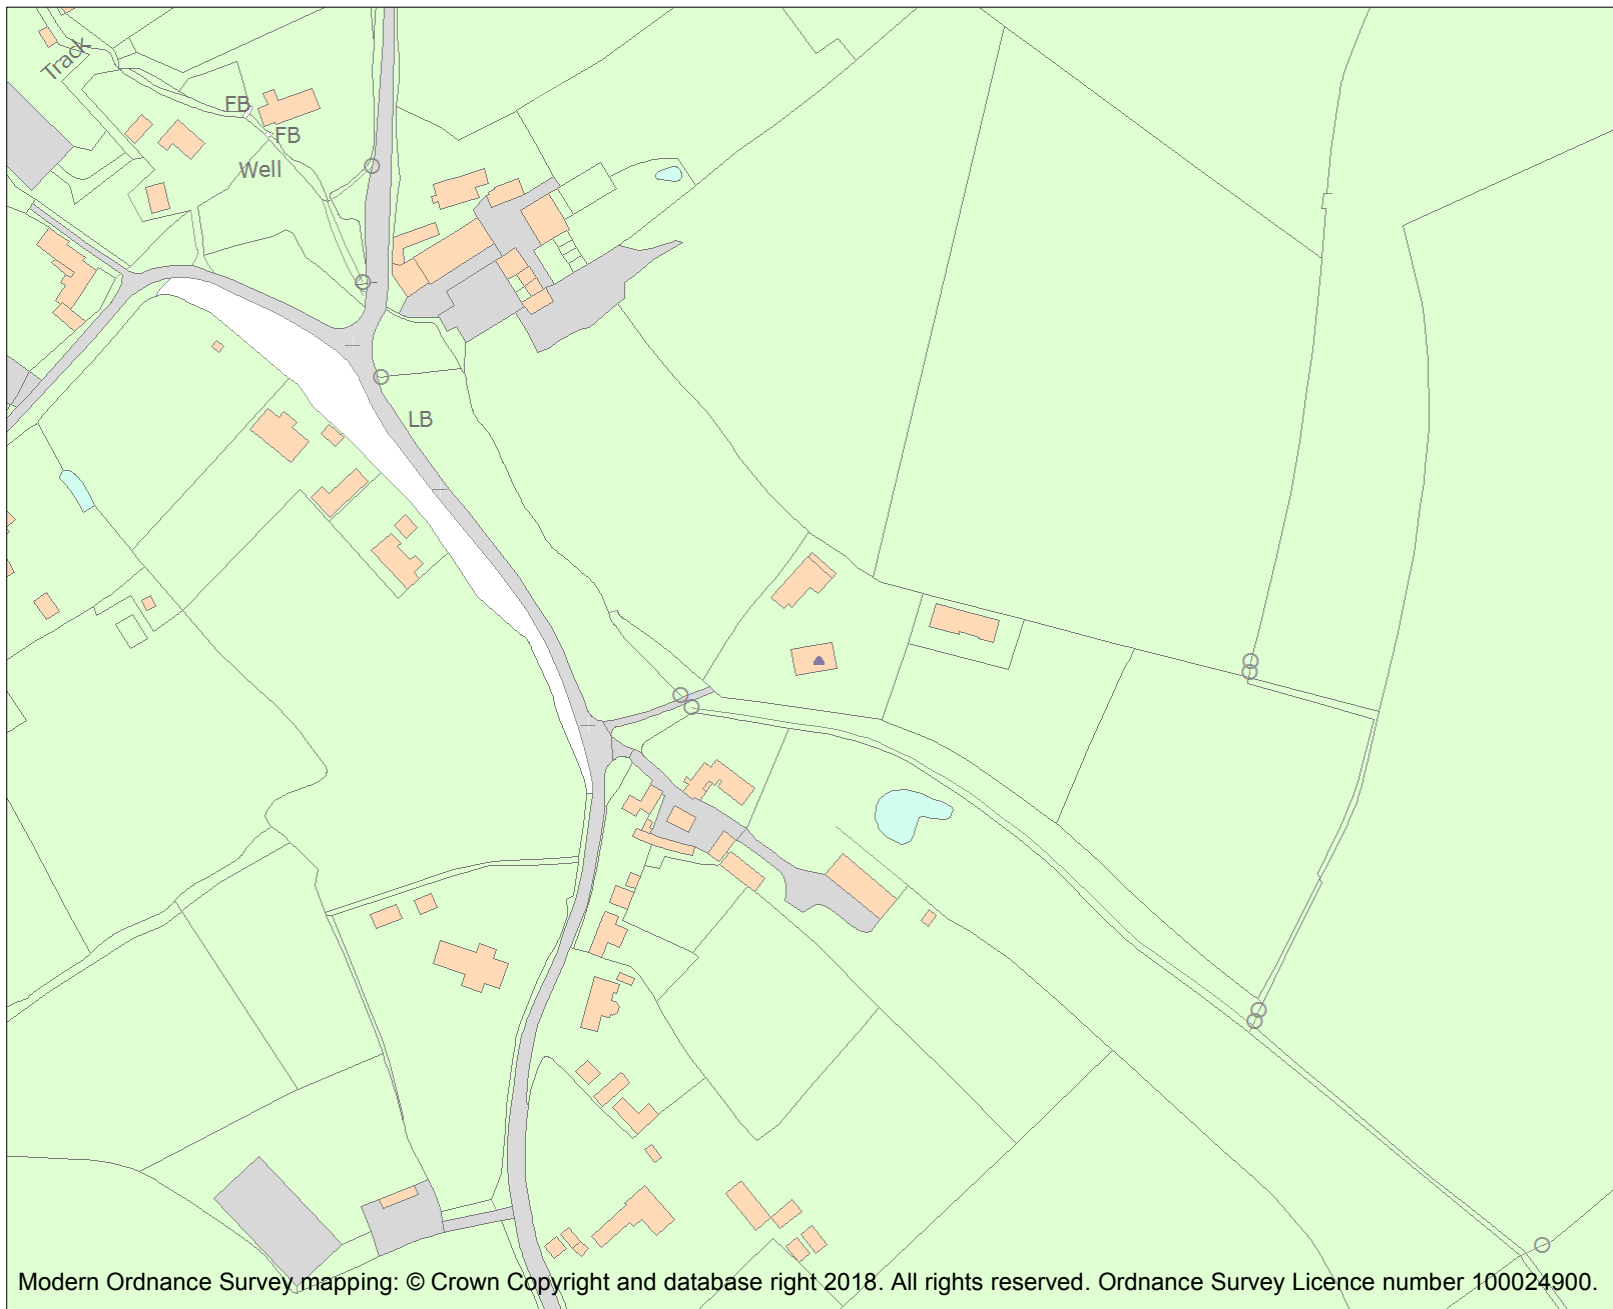 Track
FB
FB
Well
LB
Modern Ordnance Survey mapping: © Crown Copyright and database right 2018. All rights reserved. Ordnance Survey Licence number 100024900.